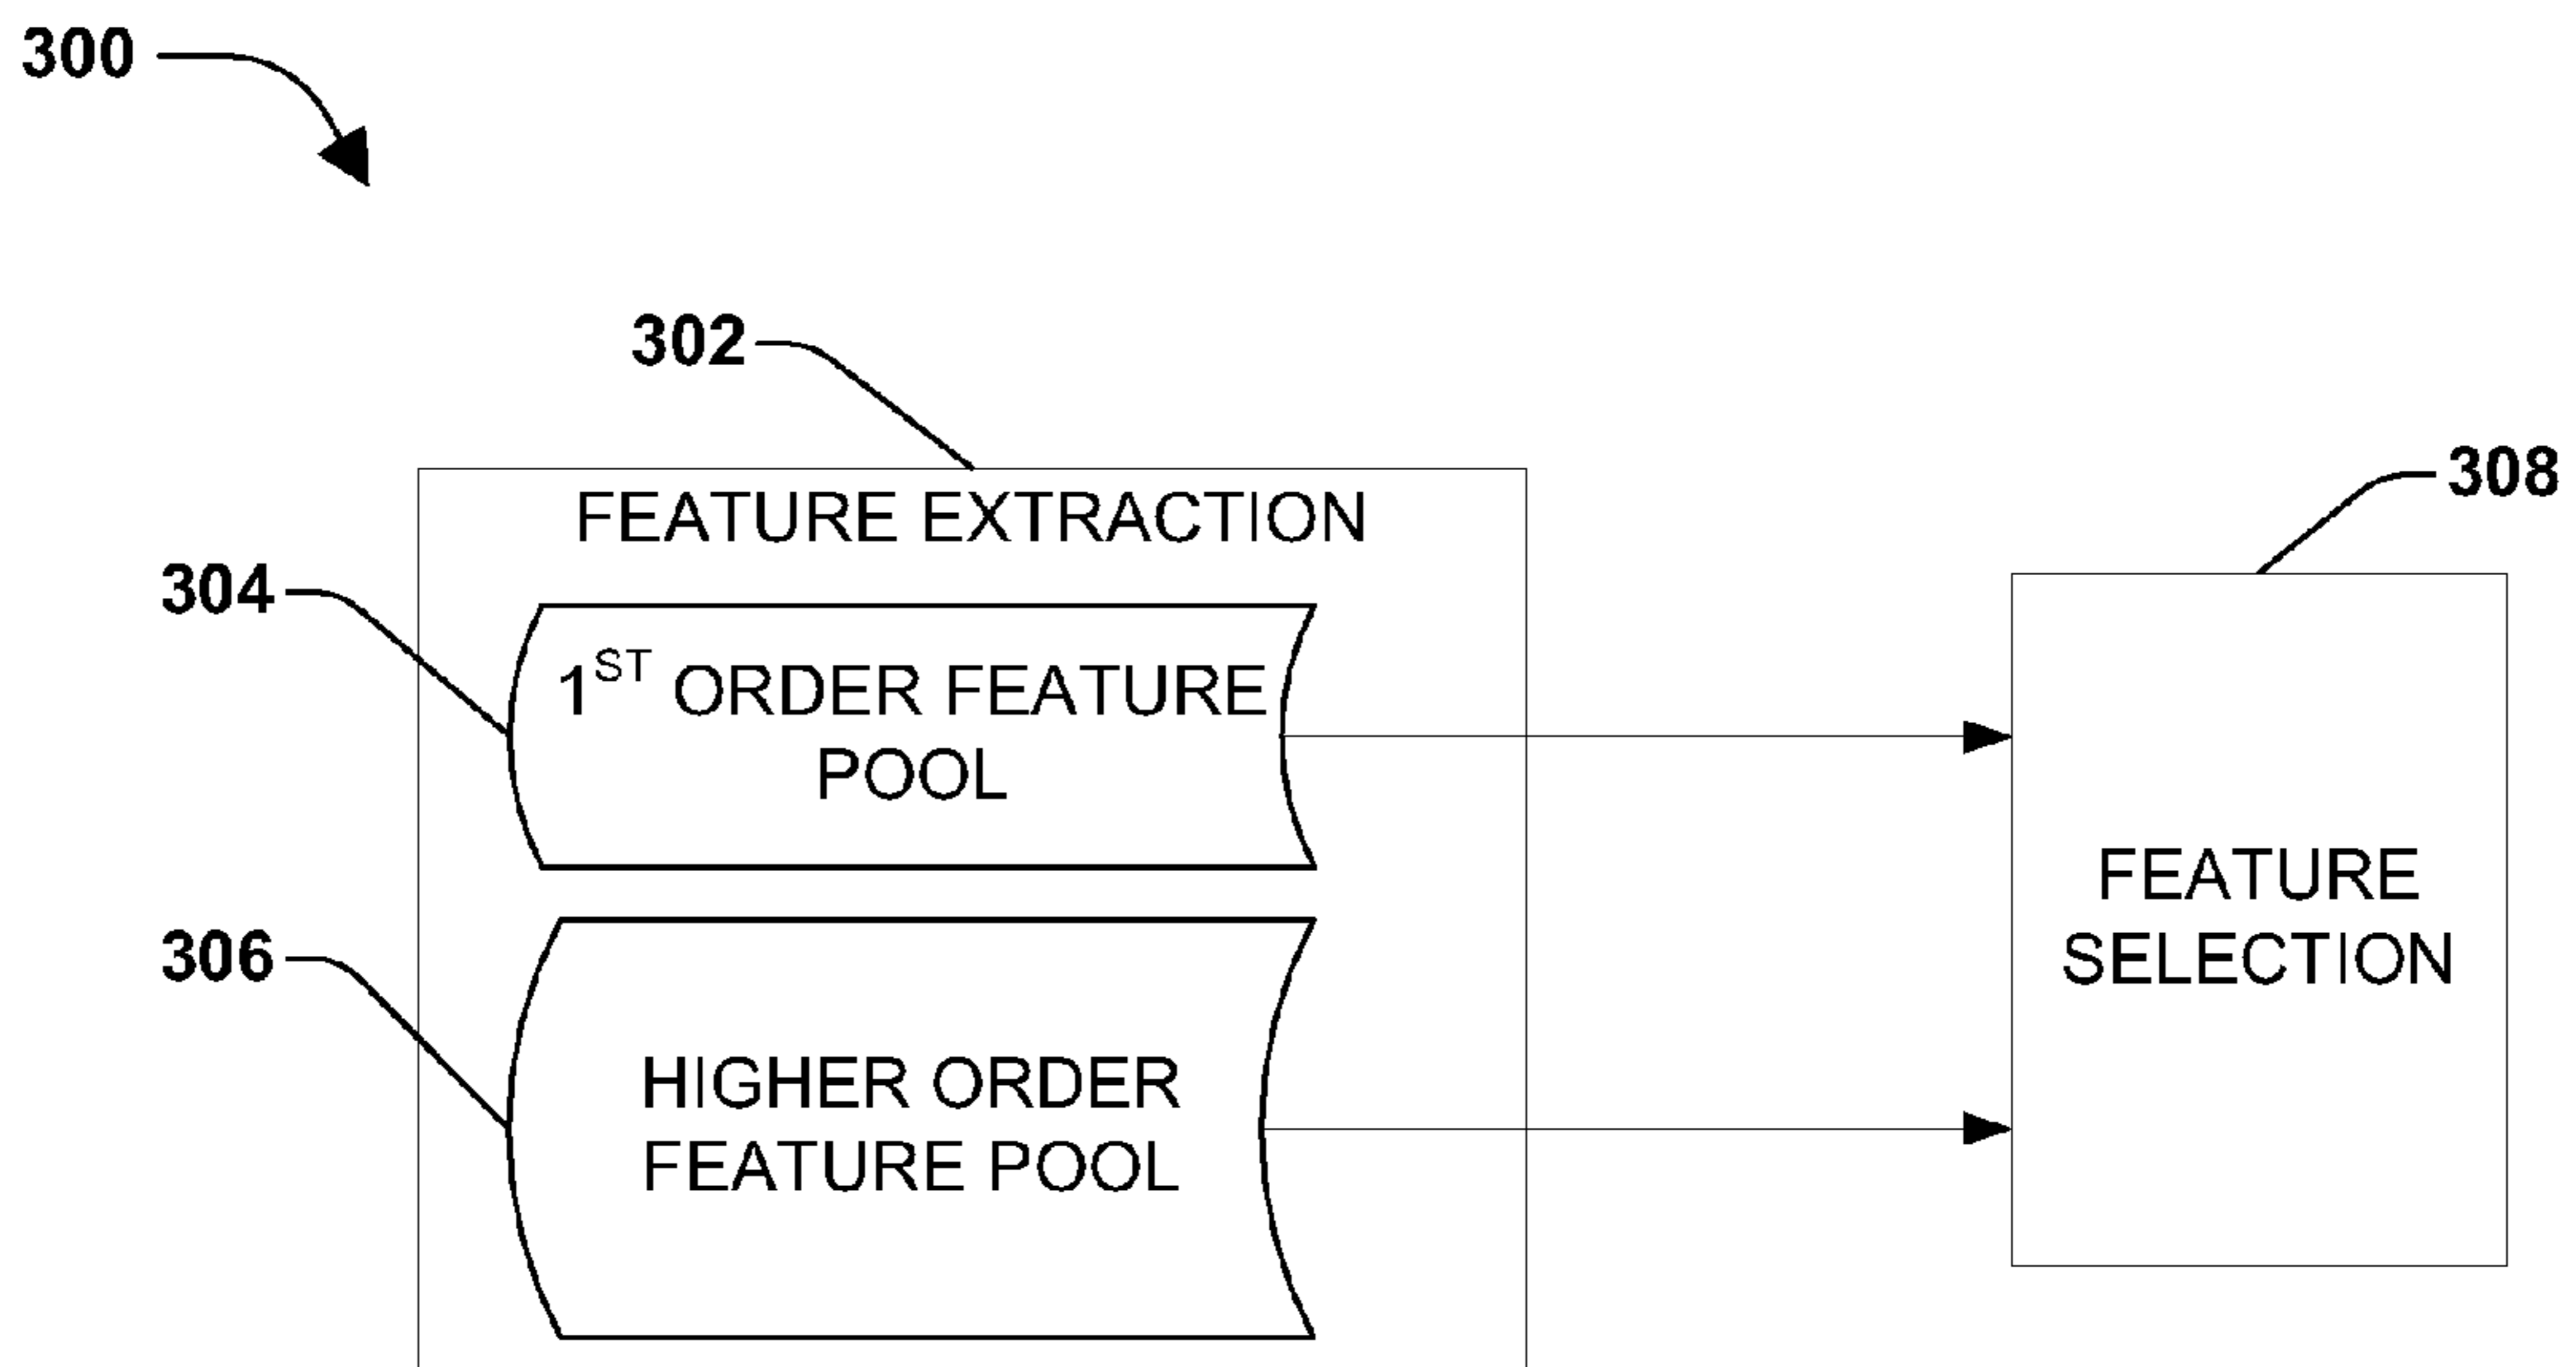 300
302
FEATURE EXTRACTION
308
304
1ST ORDER FEATURE
POOL
FEATURE
SELECTION
306
HIGHER ORDER
FEATURE POOL